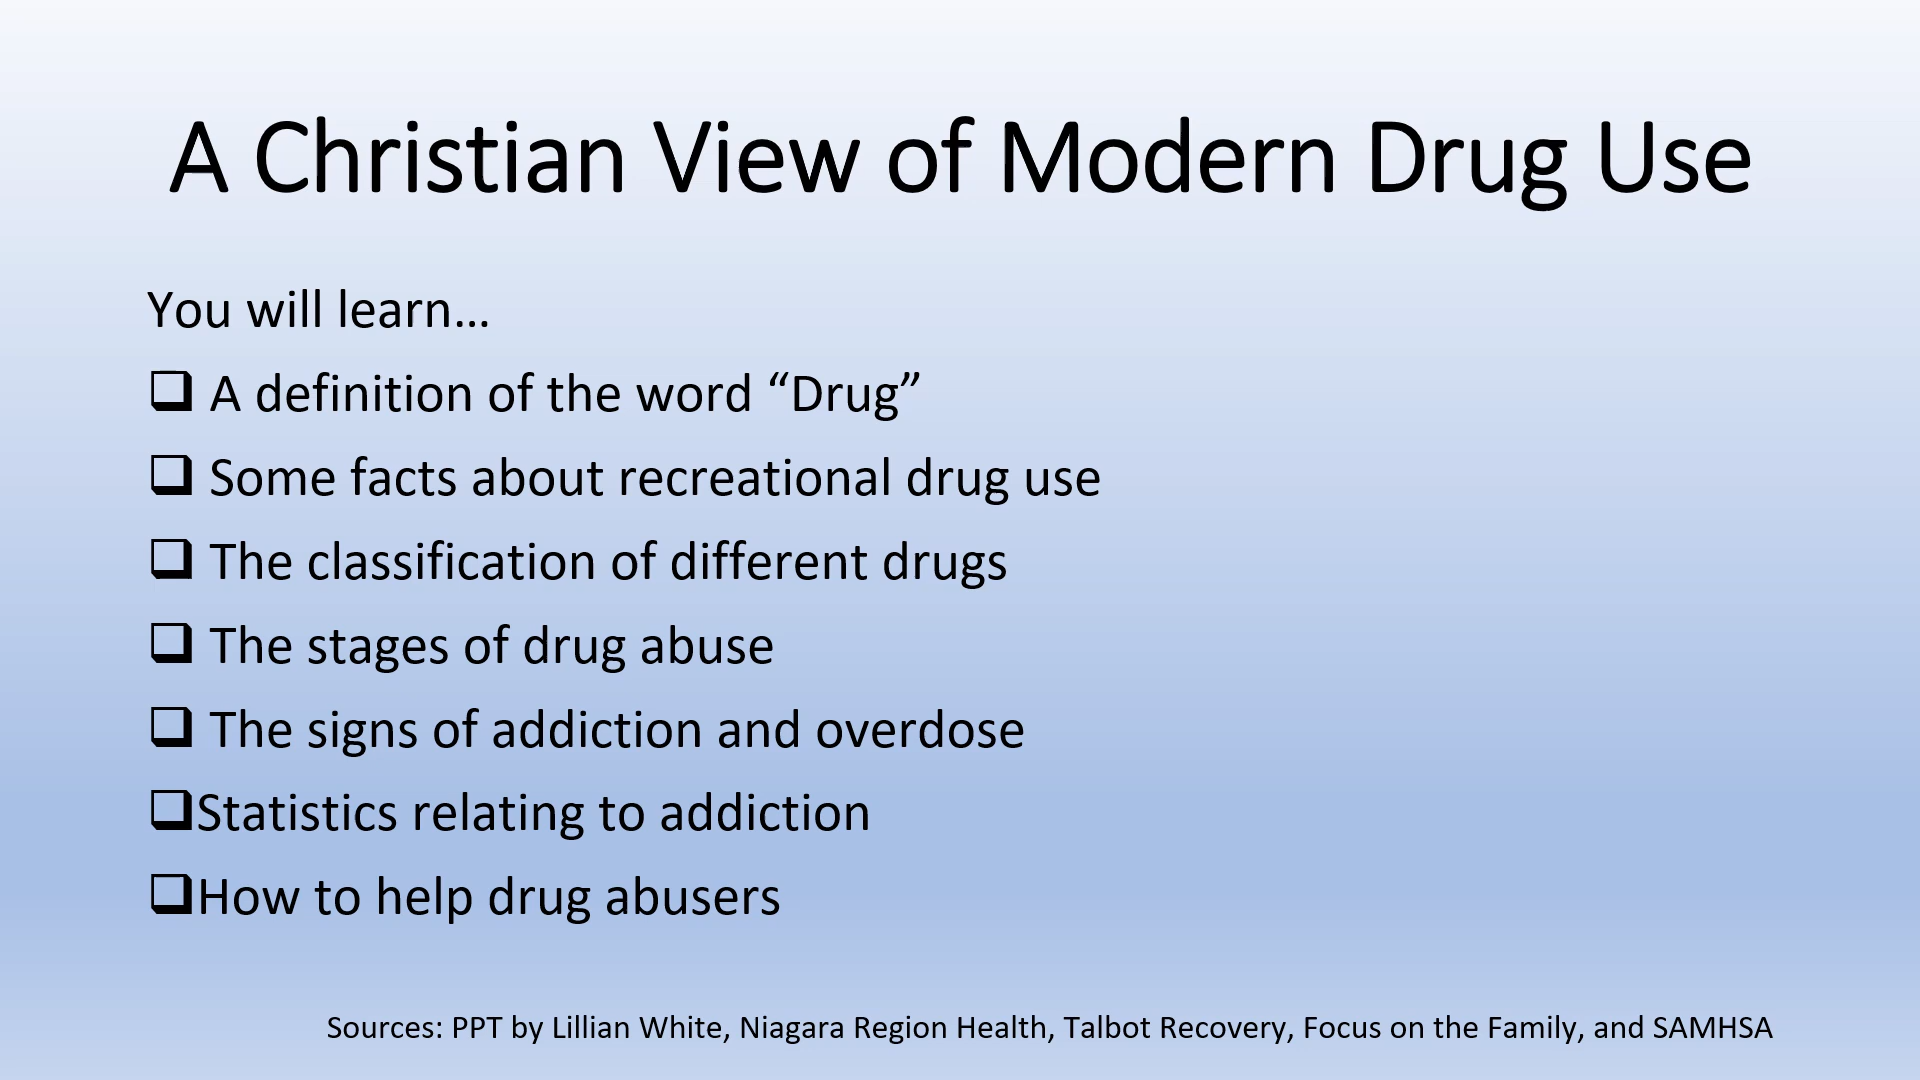 A Christian View of Modern Drug Use
You will learn…
❑ A definition of the word “Drug”
❑ Some facts about recreational drug use
❑ The classification of different drugs
❑ The stages of drug abuse
❑ The signs of addiction and overdose
❑Statistics relating to addiction
❑How to help drug abusers
Sources: PPT by Lillian White, Niagara Region Health, Talbot Recovery, Focus on the Family, and SAMHSA